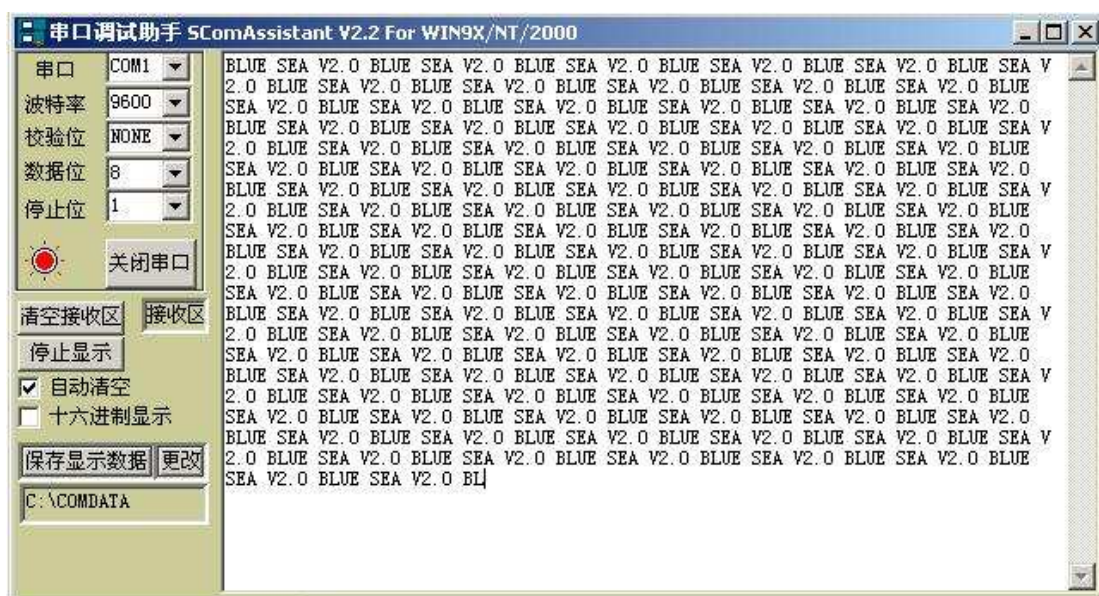 串口调试助手 SComAssistant V2.2 For WIN9X/NT/2000
串口 COM1
波特率 9600
校验位 NONE
数据位 8
停止位 1
关闭串口
清空接收区 接收区
停止显示
自动清空
十六进制显示
保存显示数据 更改
C:\COMDATA
BLUE SEA V2.0 BLUE SEA V2.0 BLUE SEA V2.0 BLUE SEA V2.0 BLUE SEA V2.0 BLUE SEA V
2.0 BLUE SEA V2.0 BLUE SEA V2.0 BLUE SEA V2.0 BLUE SEA V2.0 BLUE SEA V2.0 BLUE
SEA V2.0 BLUE SEA V2.0 BLUE SEA V2.0 BLUE SEA V2.0 BLUE SEA V2.0 BLUE SEA V2.0
BLUE SEA V2.0 BLUE SEA V2.0 BLUE SEA V2.0 BLUE SEA V2.0 BLUE SEA V2.0 BLUE SEA V
2.0 BLUE SEA V2.0 BLUE SEA V2.0 BLUE SEA V2.0 BLUE SEA V2.0 BLUE SEA V2.0 BLUE
SEA V2.0 BLUE SEA V2.0 BLUE SEA V2.0 BLUE SEA V2.0 BLUE SEA V2.0 BLUE SEA V2.0
BLUE SEA V2.0 BLUE SEA V2.0 BLUE SEA V2.0 BLUE SEA V2.0 BLUE SEA V2.0 BLUE SEA V
2.0 BLUE SEA V2.0 BLUE SEA V2.0 BLUE SEA V2.0 BLUE SEA V2.0 BLUE SEA V2.0 BLUE
SEA V2.0 BLUE SEA V2.0 BLUE SEA V2.0 BLUE SEA V2.0 BLUE SEA V2.0 BLUE SEA V2.0
BLUE SEA V2.0 BLUE SEA V2.0 BLUE SEA V2.0 BLUE SEA V2.0 BLUE SEA V2.0 BLUE SEA V
2.0 BLUE SEA V2.0 BLUE SEA V2.0 BLUE SEA V2.0 BLUE SEA V2.0 BLUE SEA V2.0 BLUE
SEA V2.0 BLUE SEA V2.0 BLUE SEA V2.0 BLUE SEA V2.0 BLUE SEA V2.0 BLUE SEA V2.0
BLUE SEA V2.0 BLUE SEA V2.0 BLUE SEA V2.0 BLUE SEA V2.0 BLUE SEA V2.0 BLUE SEA V
2.0 BLUE SEA V2.0 BLUE SEA V2.0 BLUE SEA V2.0 BLUE SEA V2.0 BLUE SEA V2.0 BLUE
SEA V2.0 BLUE SEA V2.0 BLUE SEA V2.0 BLUE SEA V2.0 BLUE SEA V2.0 BLUE SEA V2.0
BLUE SEA V2.0 BLUE SEA V2.0 BLUE SEA V2.0 BLUE SEA V2.0 BLUE SEA V2.0 BLUE SEA V
2.0 BLUE SEA V2.0 BLUE SEA V2.0 BLUE SEA V2.0 BLUE SEA V2.0 BLUE SEA V2.0 BLUE
SEA V2.0 BLUE SEA V2.0 BLUE SEA V2.0 BLUE SEA V2.0 BLUE SEA V2.0 BLUE SEA V2.0
BLUE SEA V2.0 BLUE SEA V2.0 BLUE SEA V2.0 BLUE SEA V2.0 BLUE SEA V2.0 BLUE SEA V
2.0 BLUE SEA V2.0 BLUE SEA V2.0 BLUE SEA V2.0 BLUE SEA V2.0 BLUE SEA V2.0 BLUE
SEA V2.0 BLUE SEA V2.0 BL